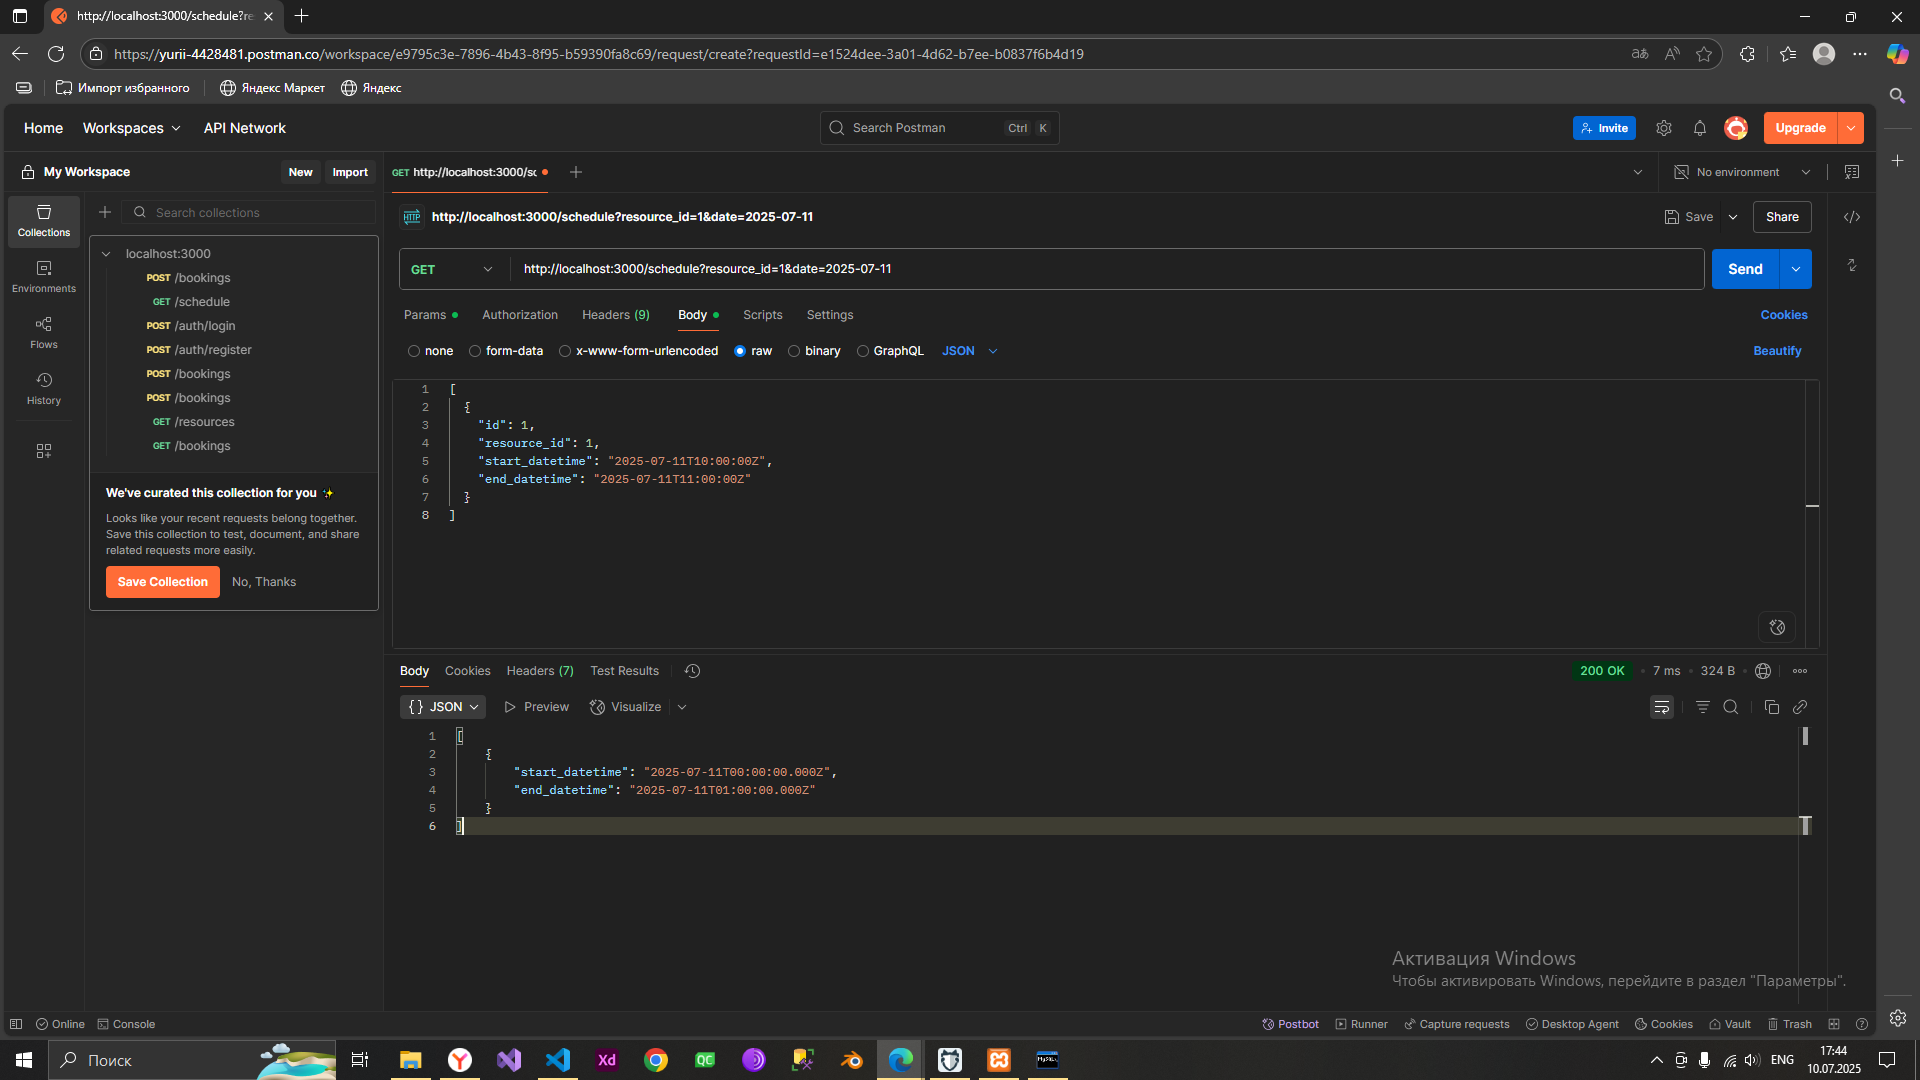 http://localhost:3000/schedule?re
https://yurii-4428481.postman.co/workspace/e9795c3e-7896-4b43-8f95-b59390fa8c69/request/create?requestId=e1524dee-3a01-4d62-b7ee-b0837f6b4d19
Импорт избранного
Яндекс Маркет
Яндекс
Home
Workspaces
API Network
Search Postman
Ctrl
K
Invite
Upgrade
My Workspace
New
Import
GET http://localhost:3000/sc
No environment
Collections
Environments
Flows
History
Search collections
localhost:3000
POST /bookings
GET /schedule
POST /auth/login
POST /auth/register
POST /bookings
POST /bookings
GET /resources
GET /bookings
We've curated this collection for you ✨
Looks like your recent requests belong together.
Save this collection to test, document, and share
related requests more easily.
Save Collection
No, Thanks
HTTP
http://localhost:3000/schedule?resource_id=1&date=2025-07-11
Save
Share
GET
http://localhost:3000/schedule?resource_id=1&date=2025-07-11
Send
Params
Authorization
Headers (9)
Body
Scripts
Settings
Cookies
none
form-data
x-www-form-urlencoded
raw
binary
GraphQL
JSON
Beautify
1 [
2 {
3 "id": 1,
4 "resource_id": 1,
5 "start_datetime": "2025-07-11T10:00:00Z",
6 "end_datetime": "2025-07-11T11:00:00Z"
7 }
8 ]
Body
Cookies
Headers (7)
Test Results
200 OK
7 ms
324 B
{} JSON
Preview
Visualize
1 [
2 {
3 "start_datetime": "2025-07-11T00:00:00.000Z",
4 "end_datetime": "2025-07-11T01:00:00.000Z"
5 }
6 ]
Активация Windows
Чтобы активировать Windows, перейдите в раздел "Параметры".
Online
Console
Postbot
Runner
Capture requests
Desktop Agent
Cookies
Vault
Trash
Поиск
Xd
QC
MySQL
ENG
17:44
10.07.2025